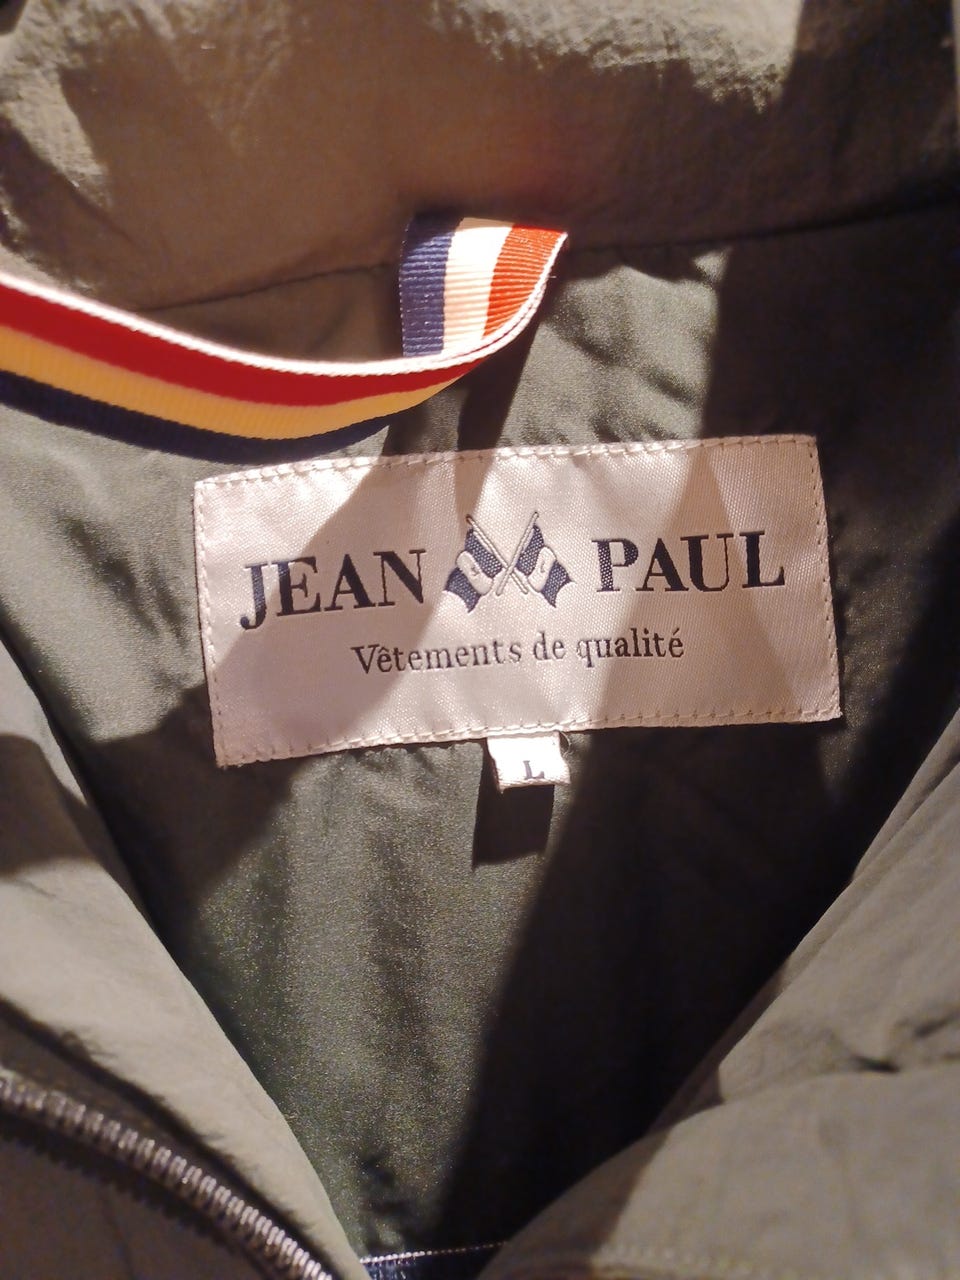 JEAN PAUL
Vêtements de qualité
L